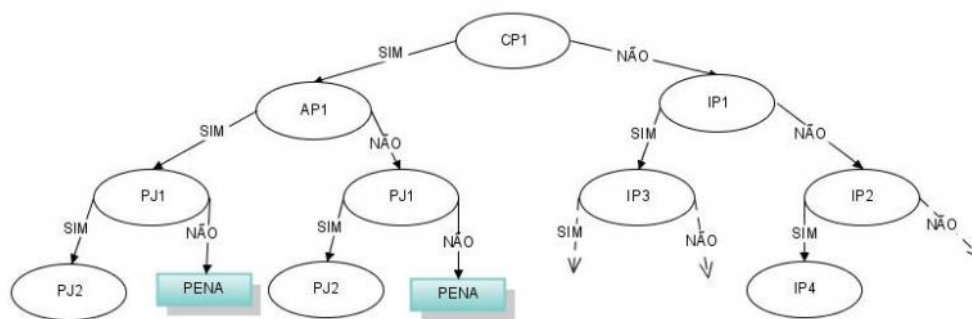 CP1
SIM
NÃO
AP1
IP1
SIM
NÃO
SIM
NÃO
PJ1
PJ1
IP3
IP2
SIM
NÃO
SIM
NÃO
SIM
NÃO
SIM
NÃO
PJ2
PENA
PJ2
PENA
IP4